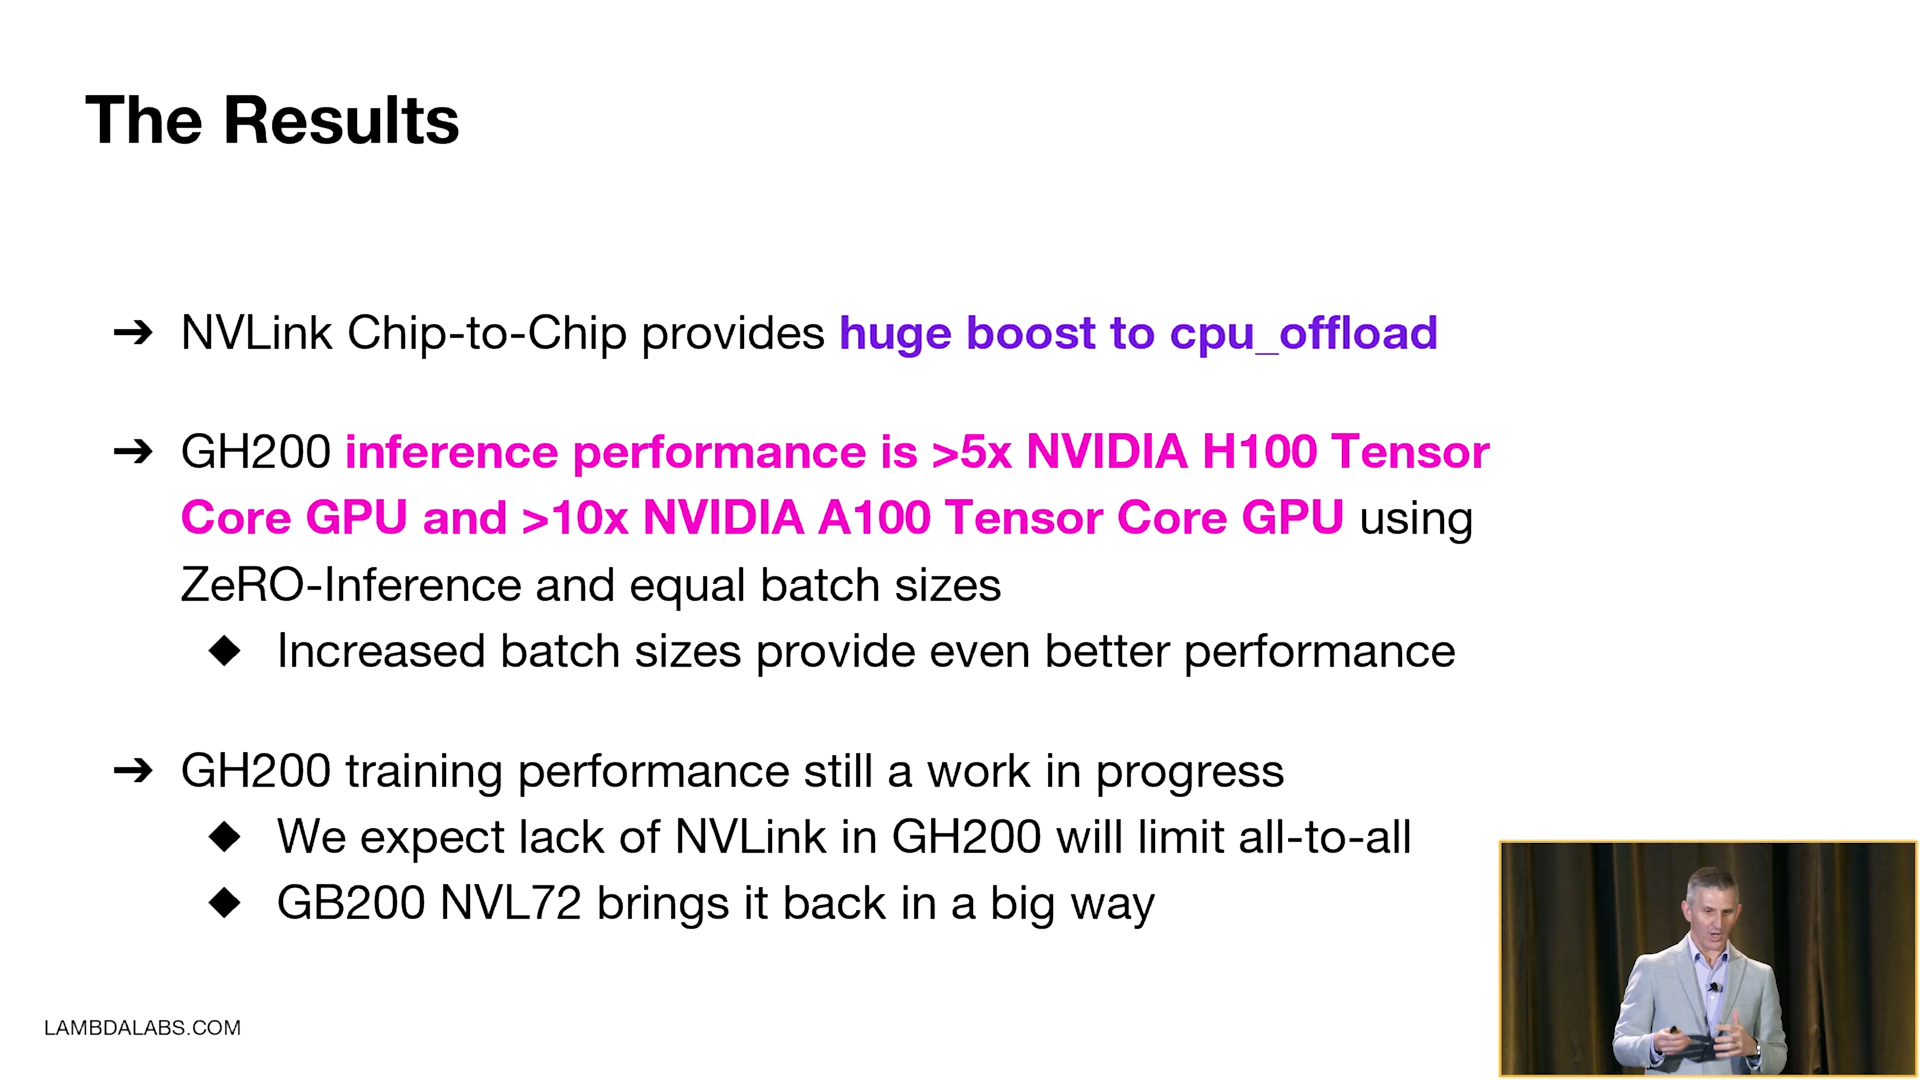 The Results
➔ NVLink Chip-to-Chip provides huge boost to cpu_offload
➔ GH200 inference performance is >5x NVIDIA H100 Tensor
Core GPU and >10x NVIDIA A100 Tensor Core GPU using
ZeRO-Inference and equal batch sizes
◆ Increased batch sizes provide even better performance
➔ GH200 training performance still a work in progress
◆ We expect lack of NVLink in GH200 will limit all-to-all
◆ GB200 NVL72 brings it back in a big way
LAMBDALABS.COM